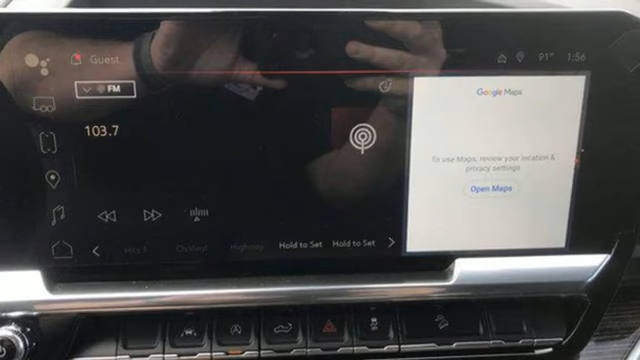 Guest
91° 1:56
FM
103.7
Google Maps
To use Maps, review your location &
privacy settings
Open Maps
Hits 1
Highway
Hold to Set
Hold to Set